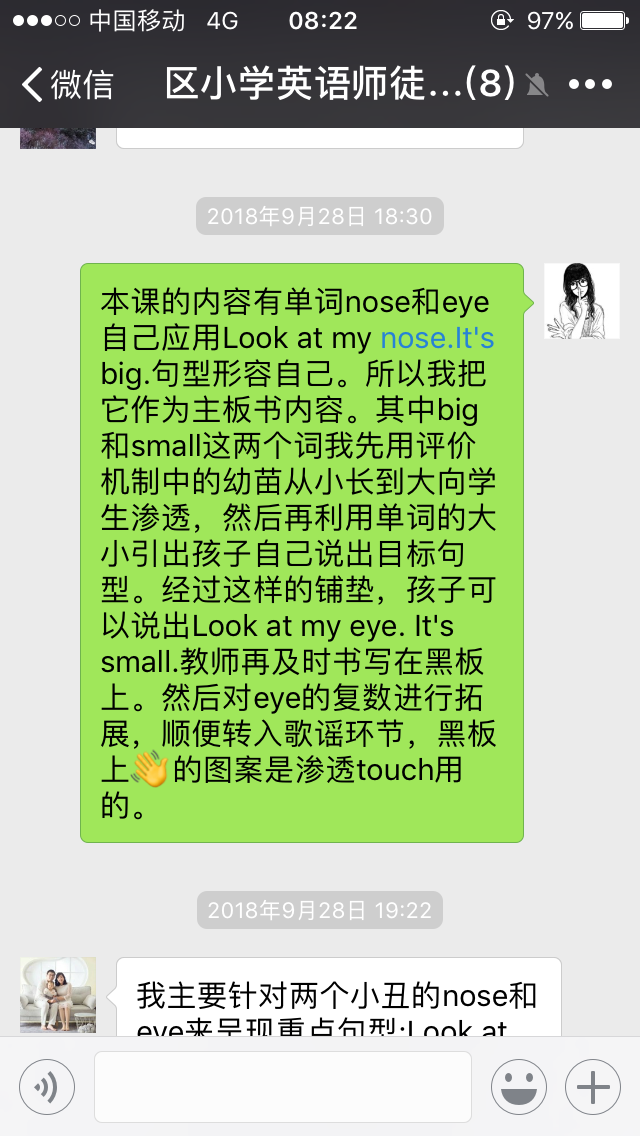 中国移动 4G 08:22 97%
微信 区小学英语师徒...(8)
2018年9月28日 18:30
本课的内容有单词nose和eye
自己应用Look at my nose.It's
big.句型形容自己。所以我把
它作为主板书内容。其中big
和small这两个词我先用评价
机制中的幼苗从小长到大向学
生渗透，然后再利用单词的大
小引出孩子自己说出目标句
型。经过这样的铺垫，孩子可
以说出Look at my eye. It's
small.教师再及时书写在黑板
上。然后对eye的复数进行拓
展，顺便转入歌谣环节，黑板
上👋的图案是渗透touch用
的。
2018年9月28日 19:22
我主要针对两个小丑的nose和
eye来呈现重点句型:Look at